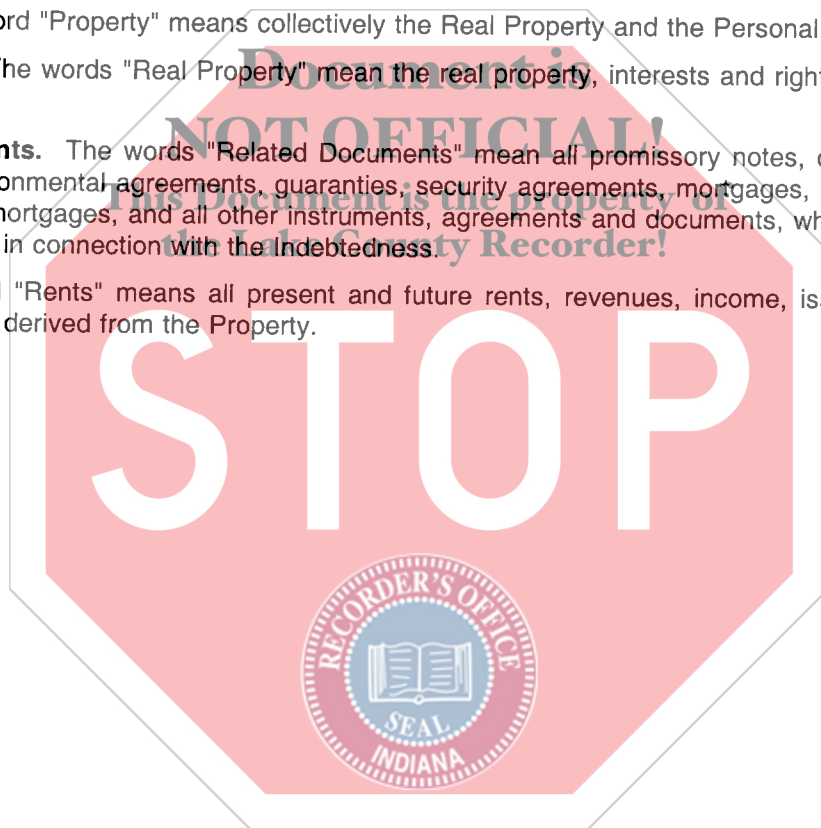 ord "Property" means collectively the Real Property and the Personal
Document is
he words "Real Property" mean the real property, interests and right
NOT OFFICIAL!
nts. The words "Related Documents" mean all promissory notes,
onmental agreements, guaranties, security agreements, mortgages,
This Document is the property of
mortgages, and all other instruments, agreements and documents, wh
in connection with the Indebtedness.
the Lake County Recorder!
"Rents" means all present and future rents, revenues, income, is
derived from the Property.
STOP
RECORDER'S OFFICE
SEAL
INDIANA